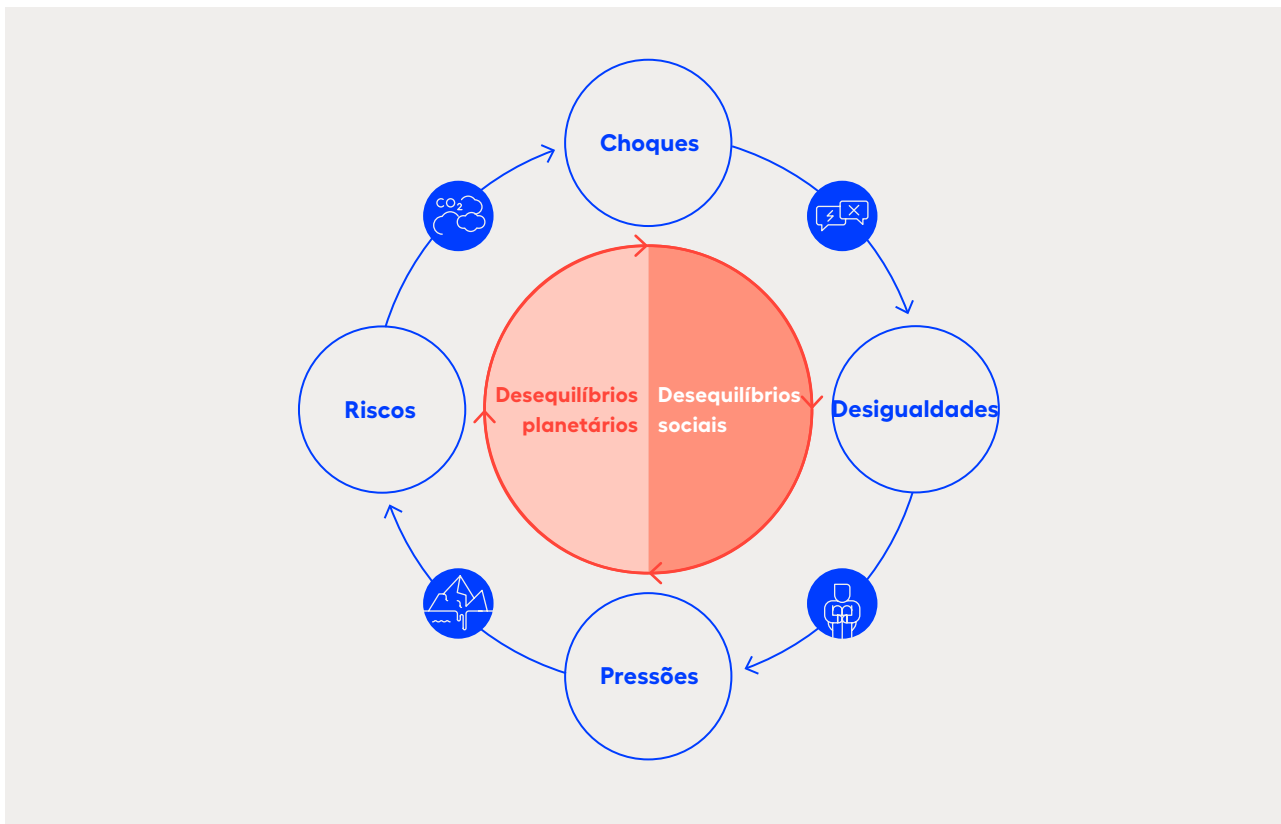 Choques
CO₂
Desequilíbrios
planetários
Desequilíbrios
sociais
Riscos
Desigualdades
Pressões